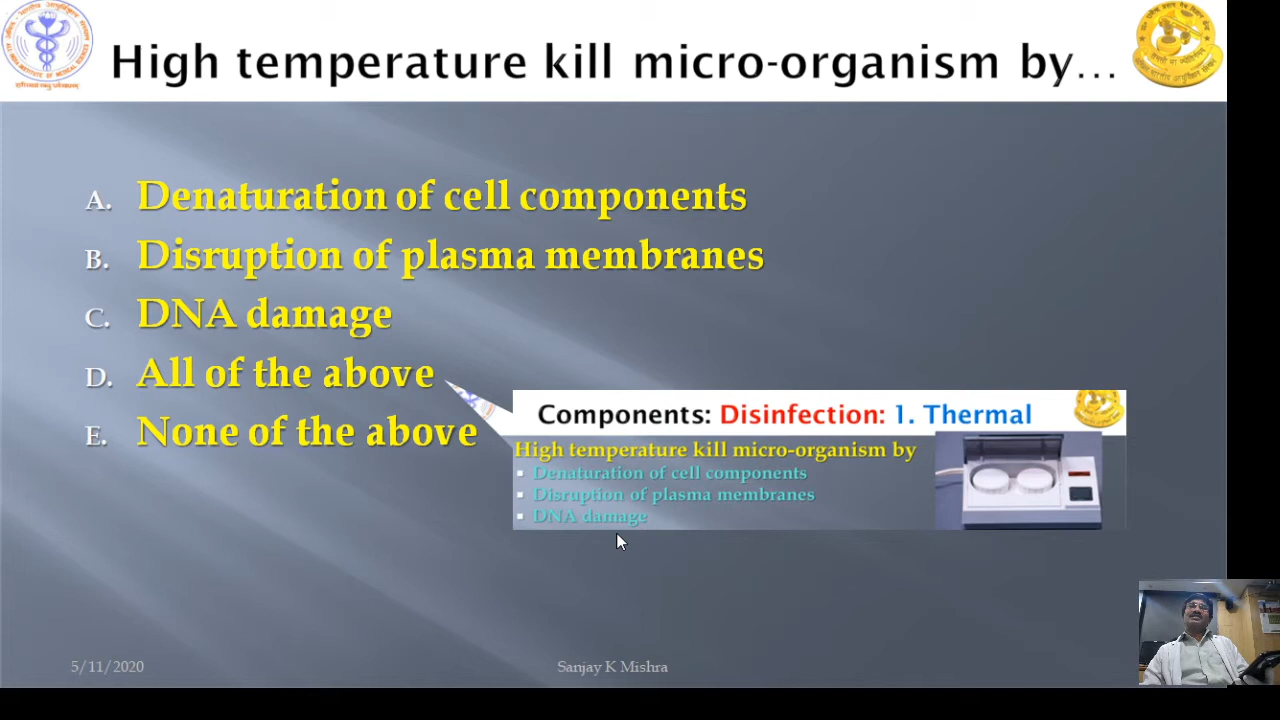 High temperature kill micro-organism by...
A. Denaturation of cell components
B. Disruption of plasma membranes
C. DNA damage
D. All of the above
E. None of the above
Components: Disinfection: 1. Thermal
High temperature kill micro-organism by
▪ Denaturation of cell components
▪ Disruption of plasma membranes
▪ DNA damage
5/11/2020
Sanjay K Mishra